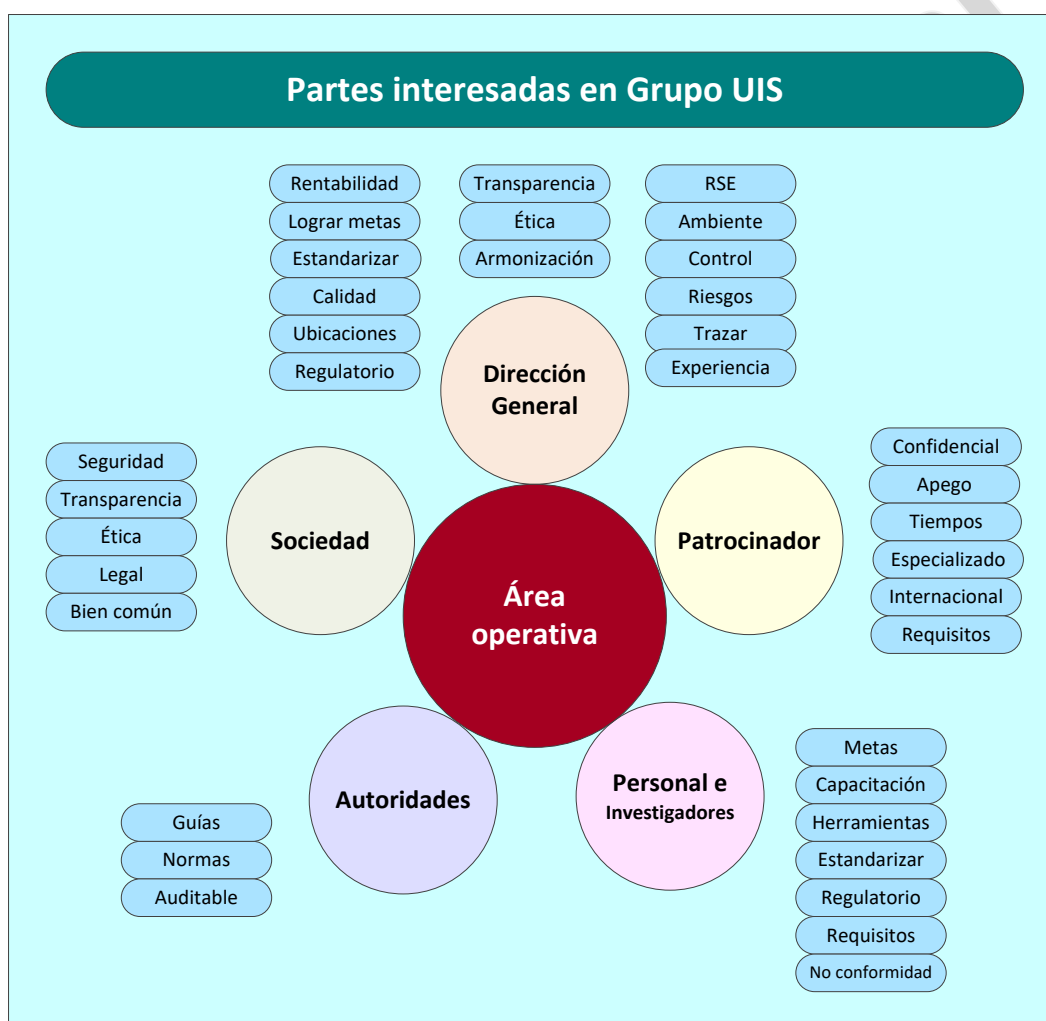 Partes interesadas en Grupo UIS
Rentabilidad
Lograr metas
Estandarizar
Calidad
Ubicaciones
Regulatorio
Transparencia
Ética
Armonización
RSE
Ambiente
Control
Riesgos
Trazar
Experiencia
Dirección
General
Seguridad
Transparencia
Ética
Legal
Bien común
Sociedad
Patrocinador
Confidencial
Apego
Tiempos
Especializado
Internacional
Requisitos
Área
operativa
Autoridades
Guías
Normas
Auditable
Personal e
Investigadores
Metas
Capacitación
Herramientas
Estandarizar
Regulatorio
Requisitos
No conformidad